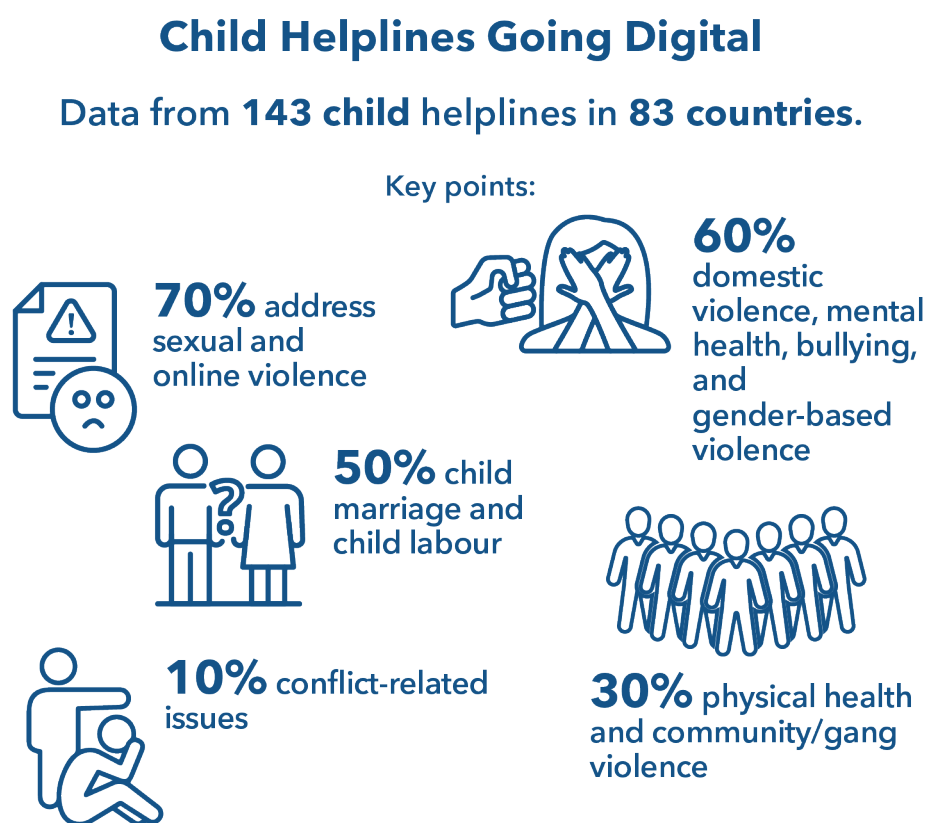 Child Helplines Going Digital
Data from 143 child helplines in 83 countries.
Key points:
70% address
sexual and
online violence
60%
domestic
violence, mental
health, bullying,
and
gender-based
violence
50% child
marriage and
child labour
10% conflict-related
issues
30% physical health
and community/gang
violence